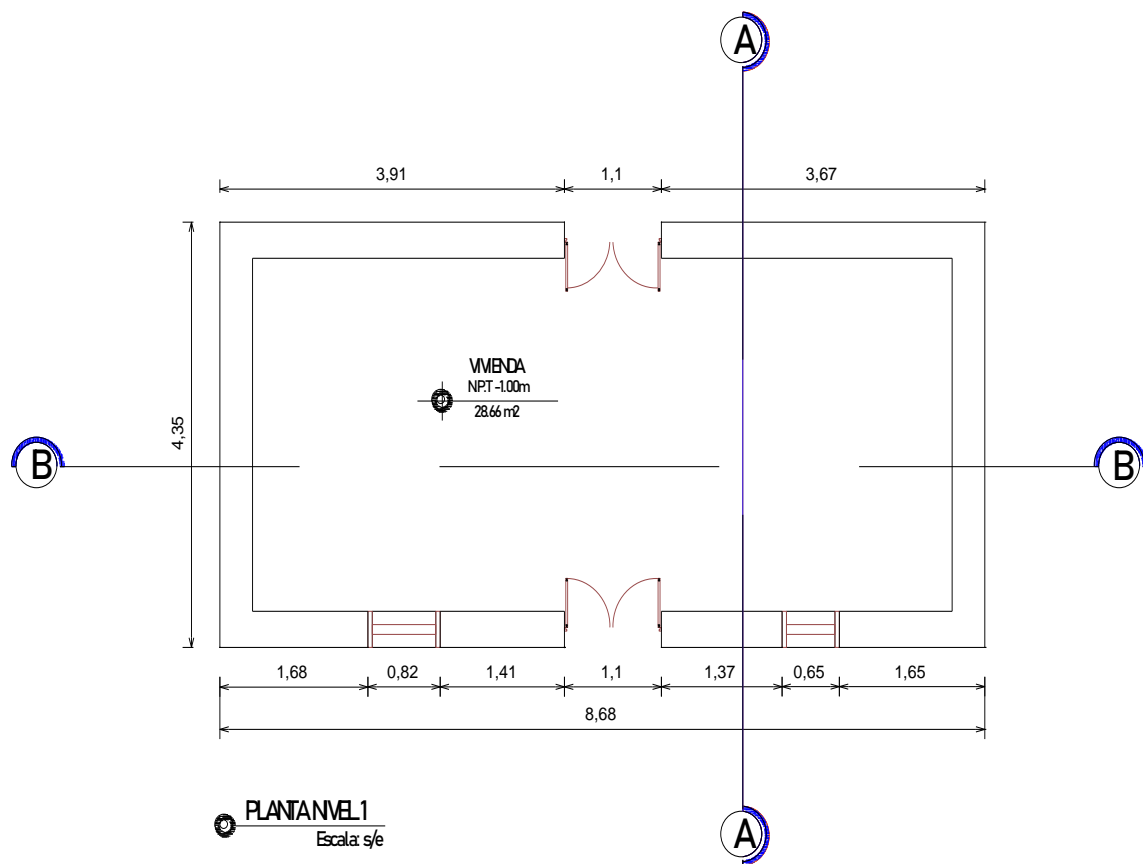 A
3,91 1,1 3,67
VIVIENDA
NPT -1.00m
28.66 m2
4,35
B B
1,68 0,82 1,41 1,1 1,37 0,65 1,65
8,68
PLANTA NIVEL 1
Escala: s/e
A